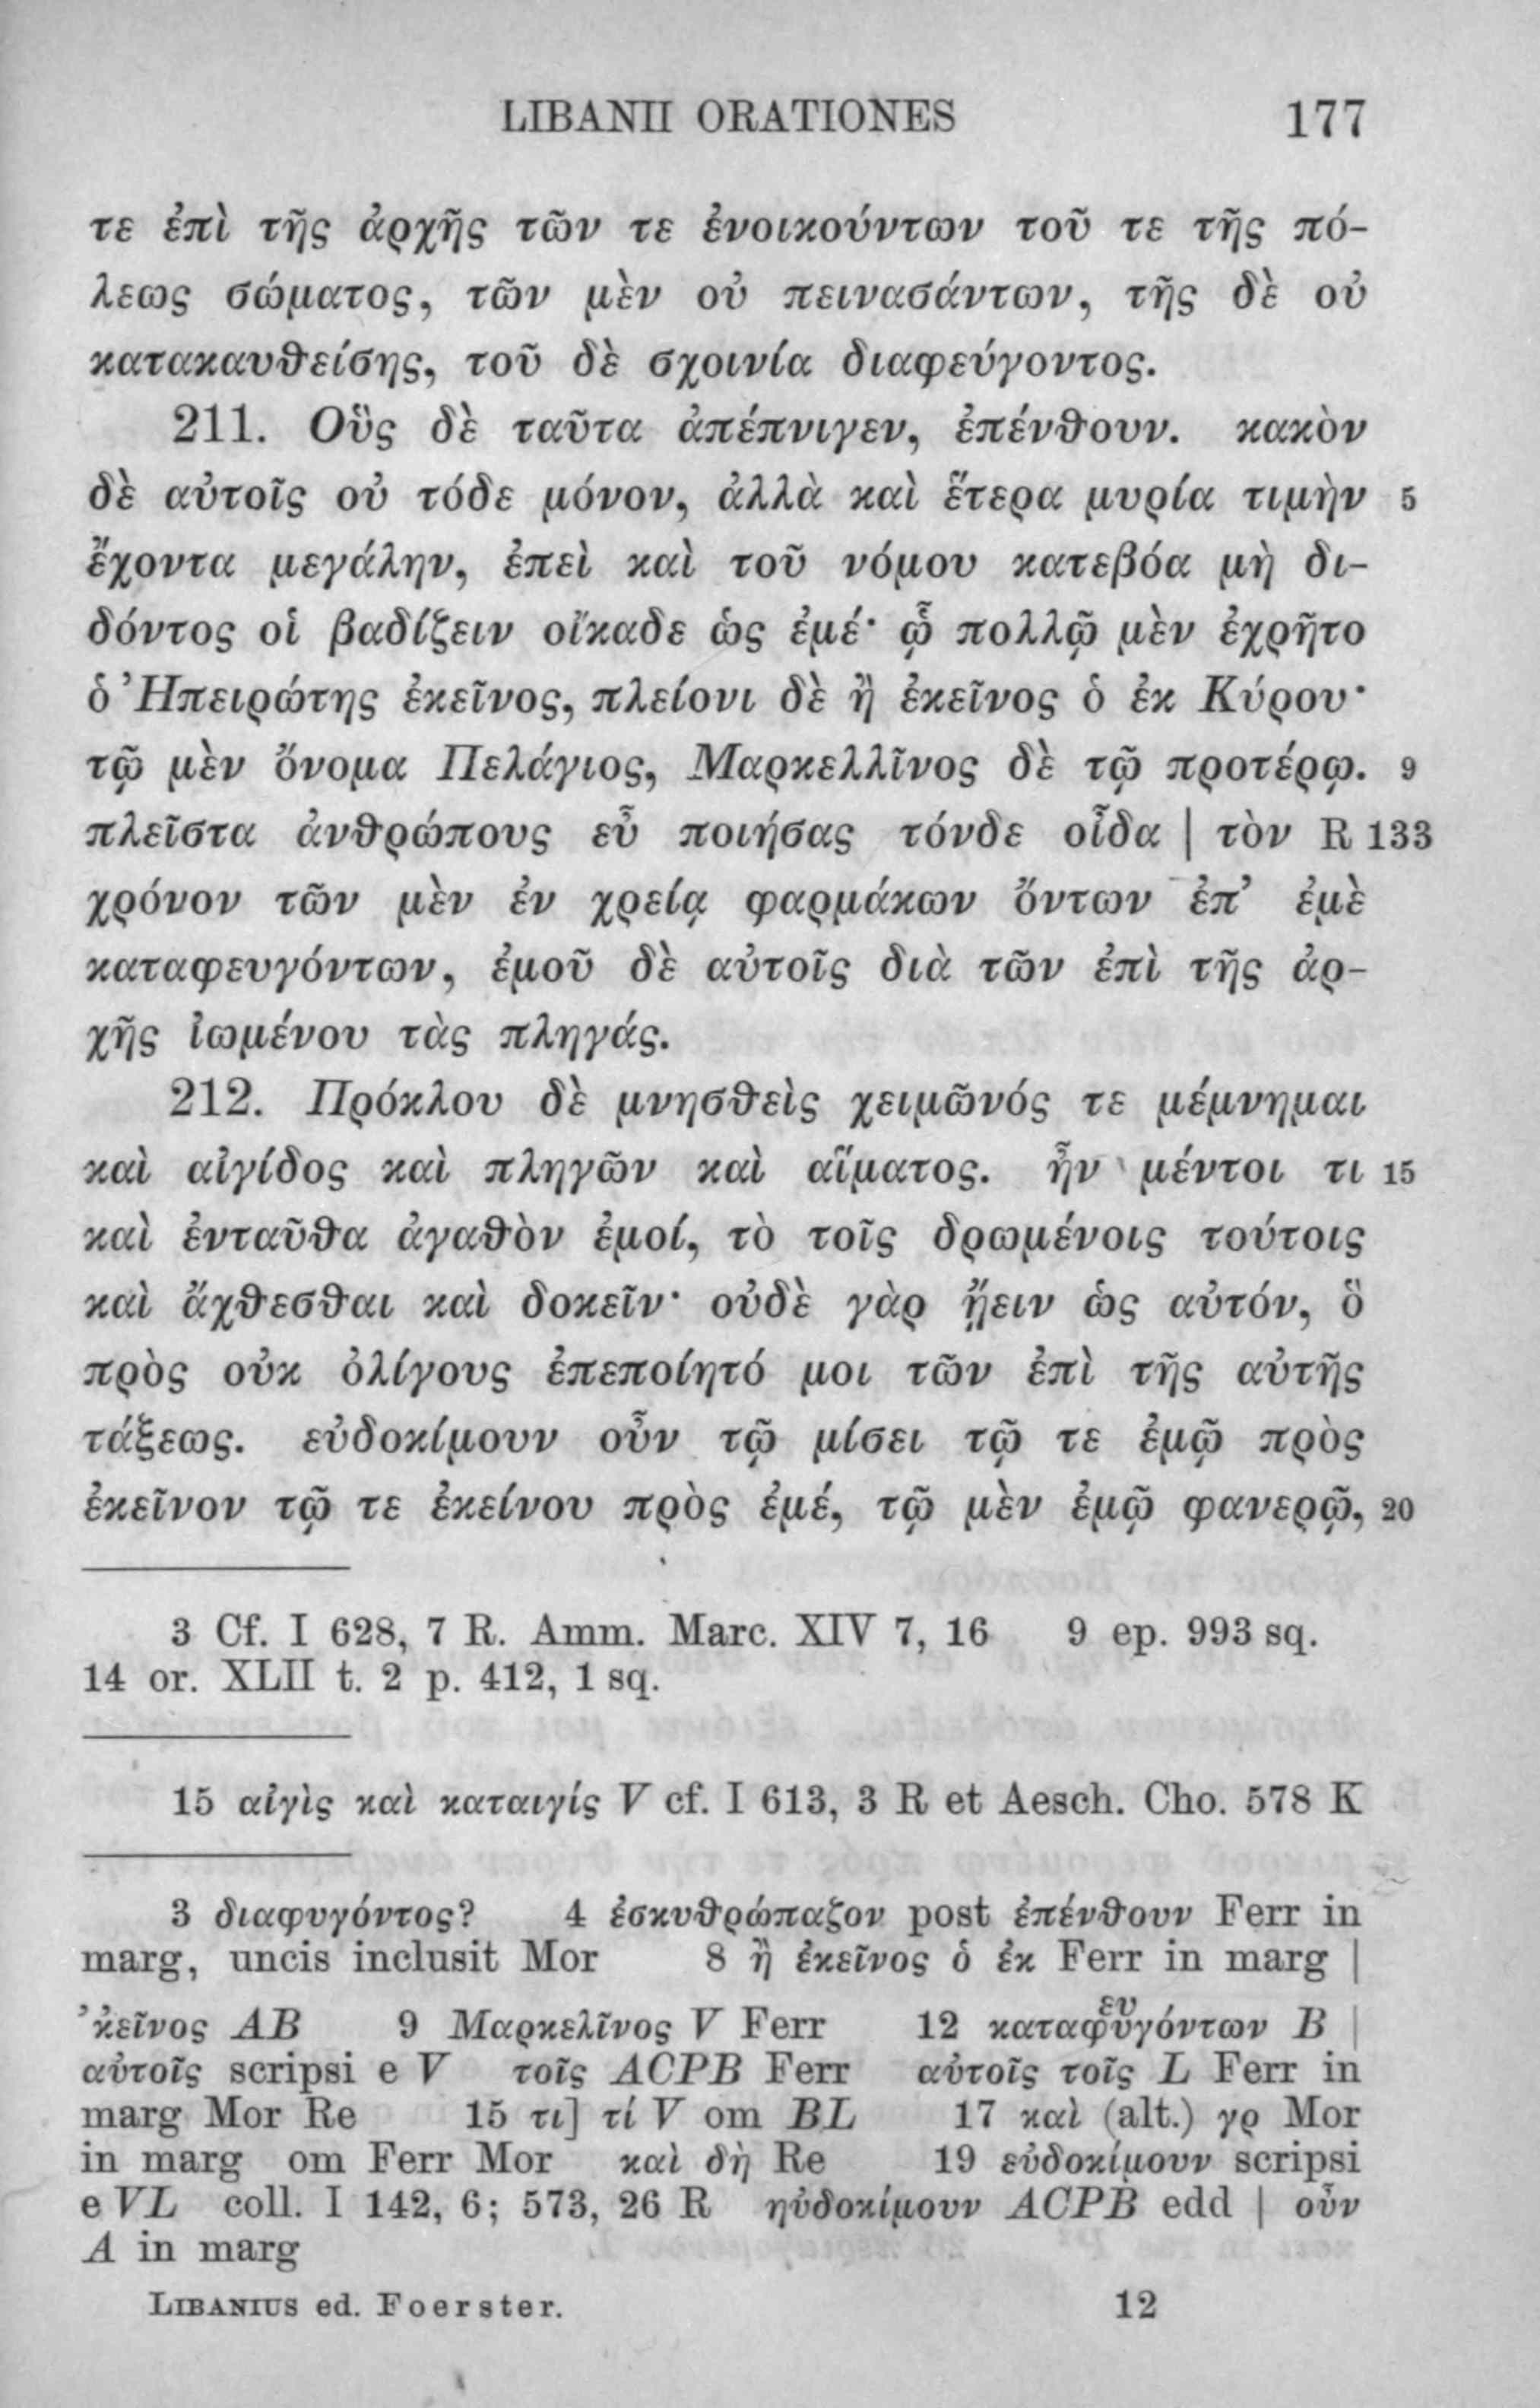 LIBANII ORATIONES 177
τε ἐπὶ τῆς ἀρχῆς τῶν τε ἐνοικούντων τοῦ τε τῆς πό-
λεως σώματος, τῶν μὲν οὐ πεινασάντων, τῆς δὲ οὐ
κατακαυθείσης, τοῦ δὲ σχοινία διαφεύγοντος.
211. Οὓς δὲ ταῦτα ἀπέπνιγεν, ἐπένθουν. κακὸν
δὲ αὐτοῖς οὐ τόδε μόνον, ἀλλὰ καὶ ἕτερα μυρία τιμὴν 5
ἔχοντα μεγάλην, ἐπεὶ καὶ τοῦ νόμου κατεβόα μὴ δι-
δόντος οἱ βαδίζειν οἴκαδε ὡς ἐμέ· ᾧ πολλῷ μὲν ἐχρῆτο
ὁ Ἠπειρώτης ἐκεῖνος, πλείονι δὲ ἢ ἐκεῖνος ὁ ἐκ Κύρου·
τῷ μὲν ὄνομα Πελάγιος, Μαρκελλῖνος δὲ τῷ προτέρῳ. 9
πλεῖστα ἀνθρώπους εὖ ποιήσας τόνδε οἶδα | τὸν R 133
χρόνον τῶν μὲν ἐν χρείᾳ φαρμάκων ὄντων ἐπ’ ἐμὲ
καταφευγόντων, ἐμοῦ δὲ αὐτοῖς διὰ τῶν ἐπὶ τῆς ἀρ-
χῆς ἰωμένου τὰς πληγάς.
212. Πρόκλου δὲ μνησθεὶς χειμῶνός τε μέμνημαι
καὶ αἰγίδος καὶ πληγῶν καὶ αἵματος. ἦν μέντοι τι 15
καὶ ἐνταῦθα ἀγαθὸν ἐμοί, τὸ τοῖς δρωμένοις τούτοις
καὶ ἄχθεσθαι καὶ δοκεῖν· οὐδὲ γὰρ ᾔειν ὡς αὐτόν, ὃ
πρὸς οὐκ ὀλίγους ἐπεποίητό μοι τῶν ἐπὶ τῆς αὐτῆς
τάξεως. εὐδοκίμουν οὖν τῷ μίσει τῷ τε ἐμῷ πρὸς
ἐκεῖνον τῷ τε ἐκείνου πρὸς ἐμέ, τῷ μὲν ἐμῷ φανερῷ, 20
3 Cf. I 628, 7 R. Amm. Marc. XIV 7, 16 9 ep. 993 sq.
14 or. XLII t. 2 p. 412, 1 sq.
15 αἰγὶς καὶ καταιγίς V cf. I 613, 3 R et Aesch. Cho. 578 K
3 διαφυγόντος? 4 ἐσκυθρώπαζον post ἐπένθουν Ferr in
marg, uncis inclusit Mor 8 ἢ ἐκεῖνος ὁ ἐκ Ferr in marg |
’κεῖνος AB 9 Μαρκελῖνος V Ferr 12 καταφευυγόντων B |
αὐτοῖς scripsi e V τοῖς ACPB Ferr αὐτοῖς τοῖς L Ferr in
marg Mor Re 15 τι] τί V om BL 17 καὶ (alt.) γρ Mor
in marg om Ferr Mor καὶ δὴ Re 19 εὐδοκίμουν scripsi
e VL coll. I 142, 6; 573, 26 R ηὐδοκίμουν ACPB edd | οὖν
A in marg
LIBANIUS ed. Foerster. 12